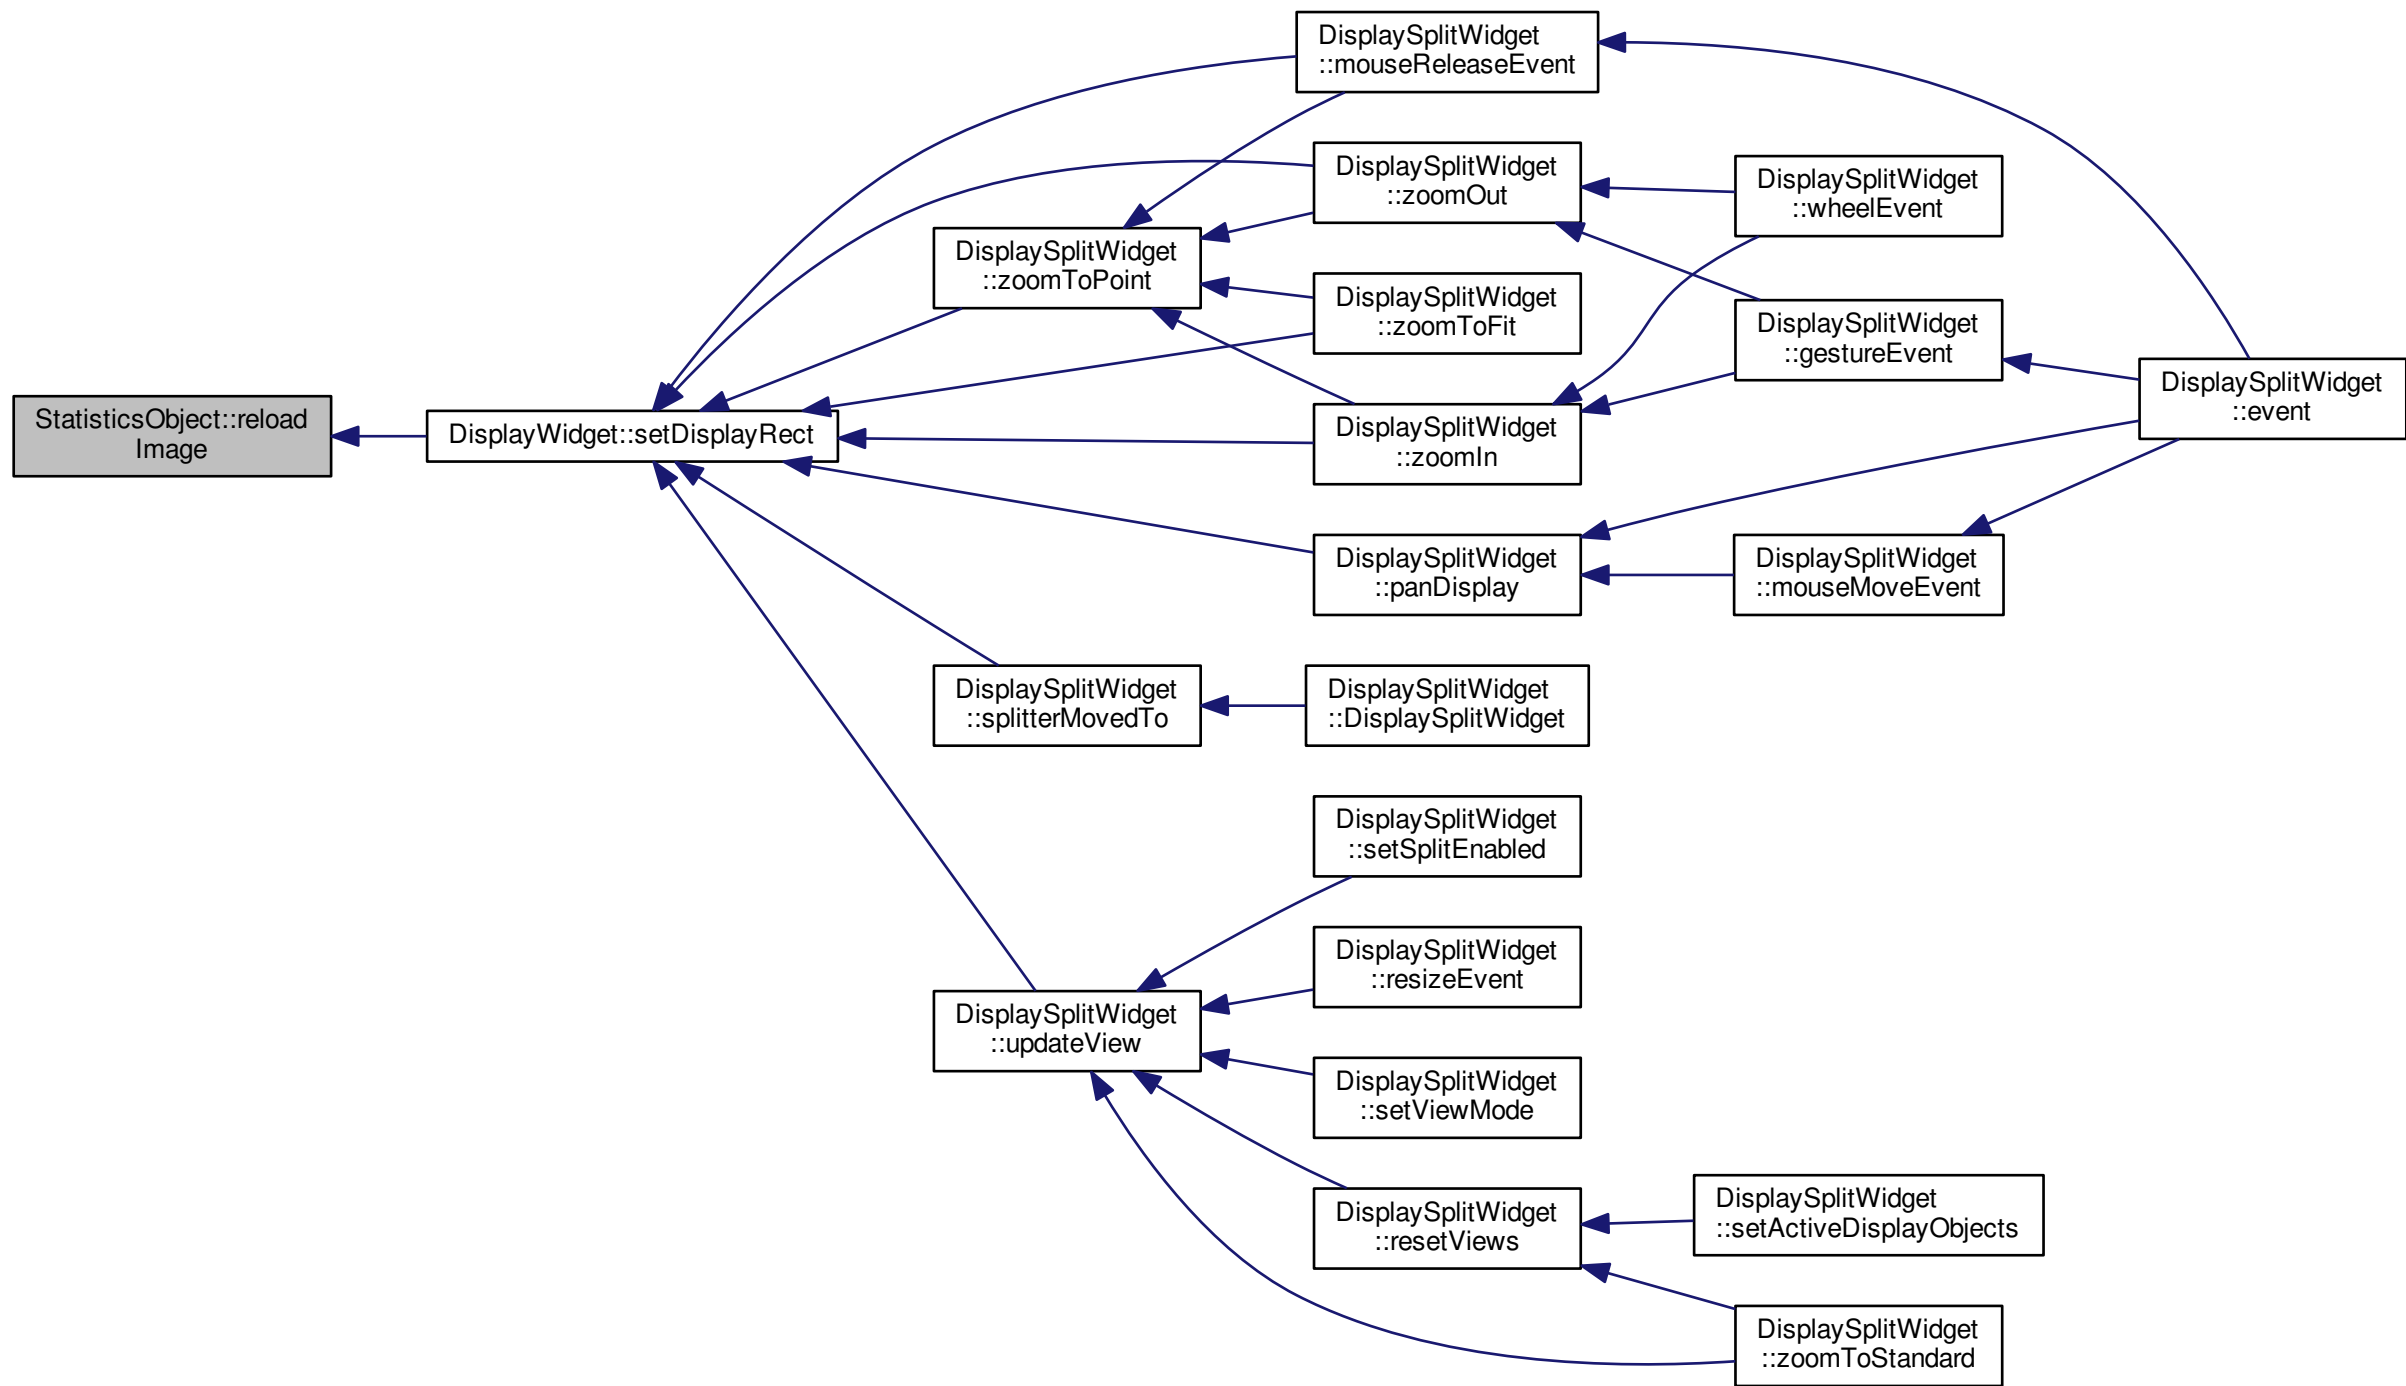 DisplaySplitWidget
::mouseReleaseEvent
DisplaySplitWidget
::zoomOut
DisplaySplitWidget
::wheelEvent
DisplaySplitWidget
::zoomToPoint
DisplaySplitWidget
::zoomToFit
DisplaySplitWidget
::gestureEvent
DisplaySplitWidget
::event
StatisticsObject::reload
Image
DisplayWidget::setDisplayRect
DisplaySplitWidget
::zoomIn
DisplaySplitWidget
::panDisplay
DisplaySplitWidget
::mouseMoveEvent
DisplaySplitWidget
::splitterMovedTo
DisplaySplitWidget
::DisplaySplitWidget
DisplaySplitWidget
::setSplitEnabled
DisplaySplitWidget
::resizeEvent
DisplaySplitWidget
::updateView
DisplaySplitWidget
::setViewMode
DisplaySplitWidget
::resetViews
DisplaySplitWidget
::setActiveDisplayObjects
DisplaySplitWidget
::zoomToStandard